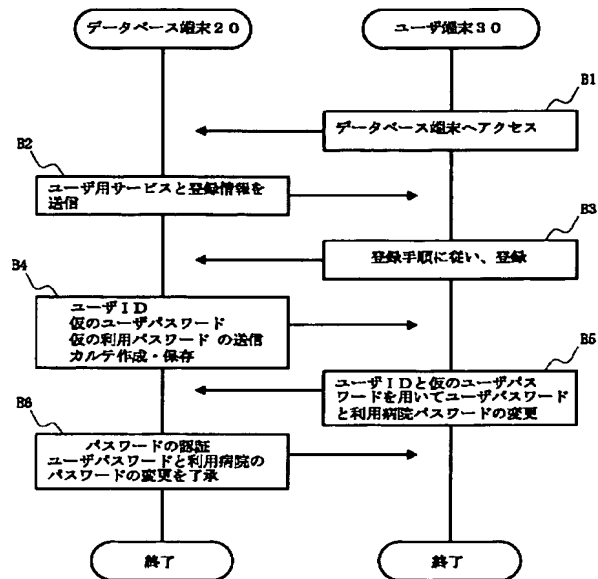 データベース端末20
ユーザ端末30
B1
データベース端末へアクセス
B2
ユーザ用サービスと登録情報を
送信
B3
登録手順に従い、登録
B4
ユーザID
仮のユーザパスワード
仮の利用パスワード の送信
カルテ作成・保存
B5
ユーザIDと仮のユーザパス
ワードを用いてユーザパスワード
と利用病院パスワードの変更
B6
パスワードの認証
ユーザパスワードと利用病院の
パスワードの変更を了承
終了
終了